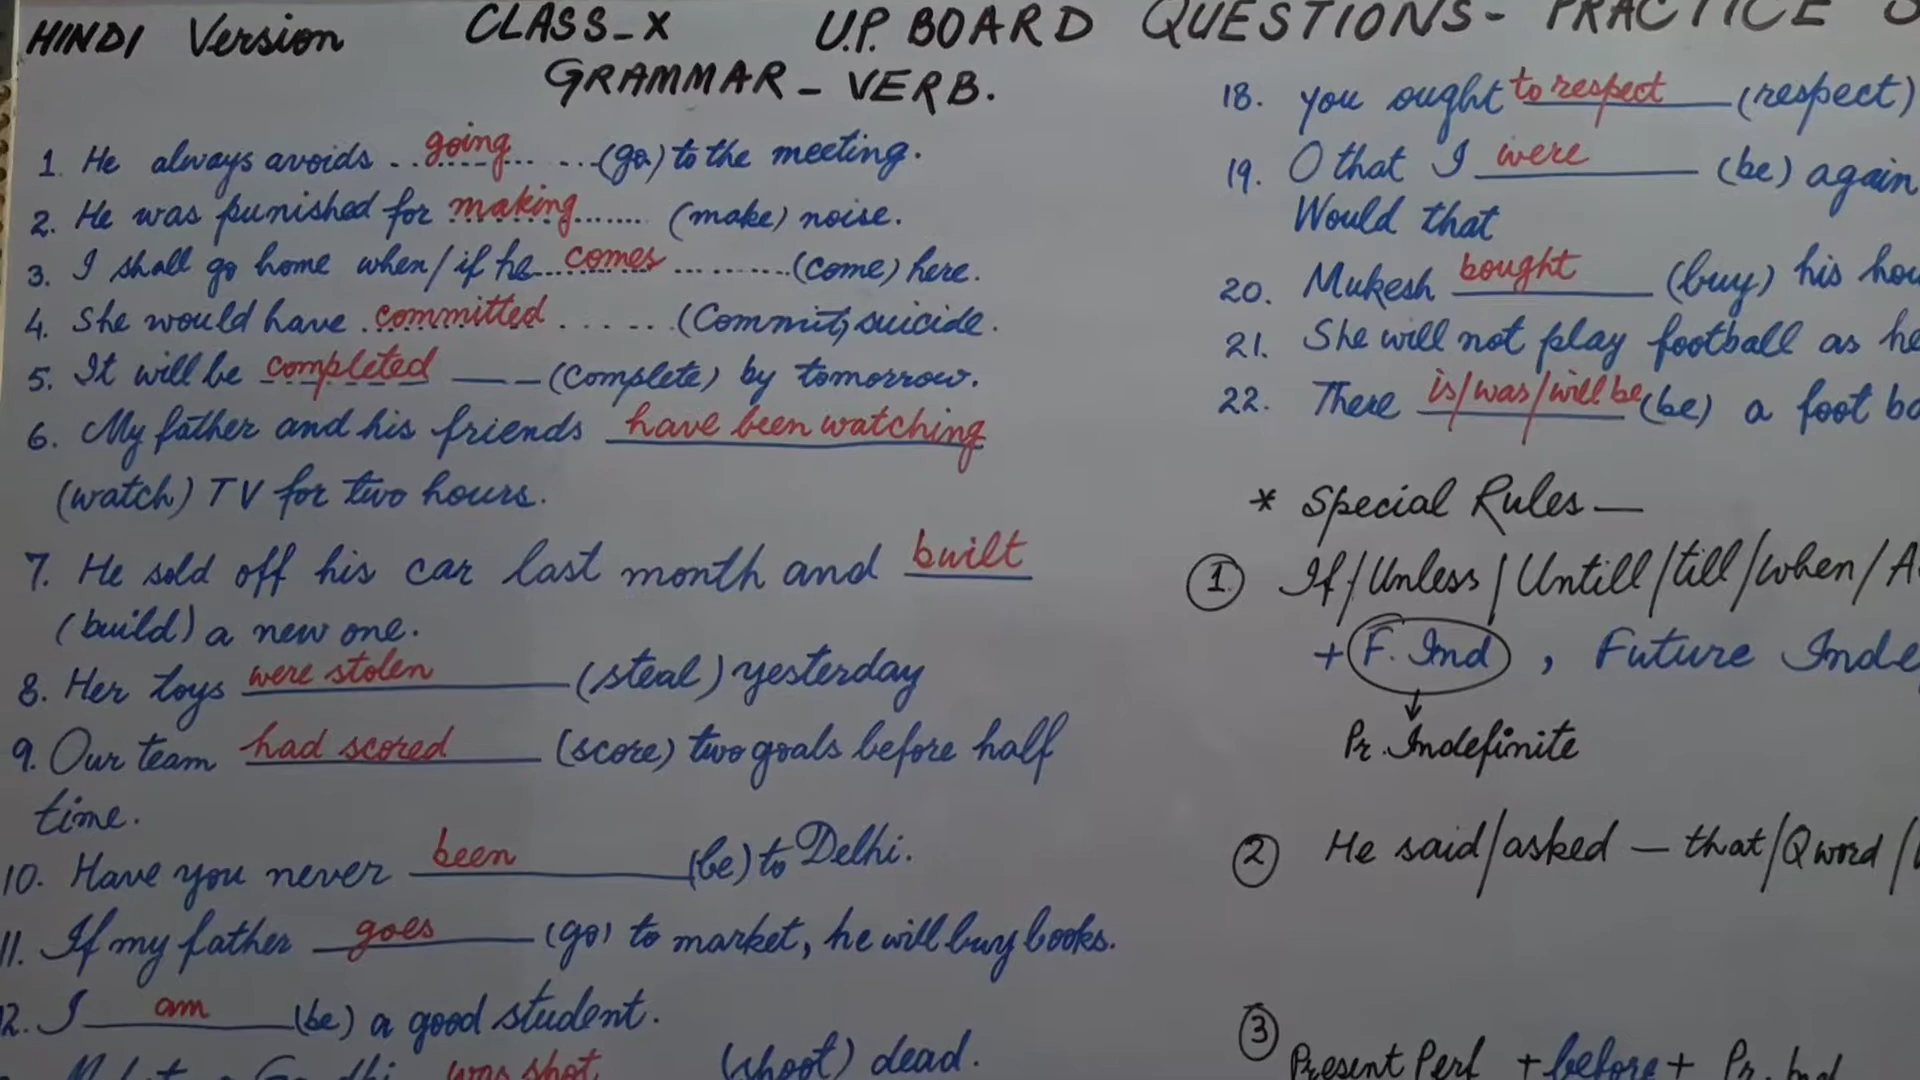 HINDI Version CLASS_X U.P. BOARD QUESTIONS- PRACTICE
GRAMMAR - VERB.
1. He always avoids going (go) to the meeting.
2. He was punished for making (make) noise.
3. I shall go home when/if he comes (come) here.
4. She would have committed (Commit) suicide.
5. It will be completed (Complete) by tomorrow.
6. My father and his friends have been watching
(watch) TV for two hours.
7. He sold off his car last month and built
(build) a new one.
8. Her toys were stolen (steal) yesterday
9. Our team had scored (score) two goals before half
time.
10. Have you never been (be) to Delhi.
11. If my father goes (go) to market, he will buy books.
12. I am (be) a good student.
was shot (shoot) dead.
18. you ought to respect (respect)
19. O that I were (be) again
Would that
20. Mukesh bought (buy) his
21. She will not play football as
22. There is/was/will be (be) a foot
* Special Rules —
1. If/Unless/Untill/till/when/
+ F. Ind, Future
Pr. Indefinite
2 He said/asked — that/Q word/
3 Present Perf + before + Pr. Ind